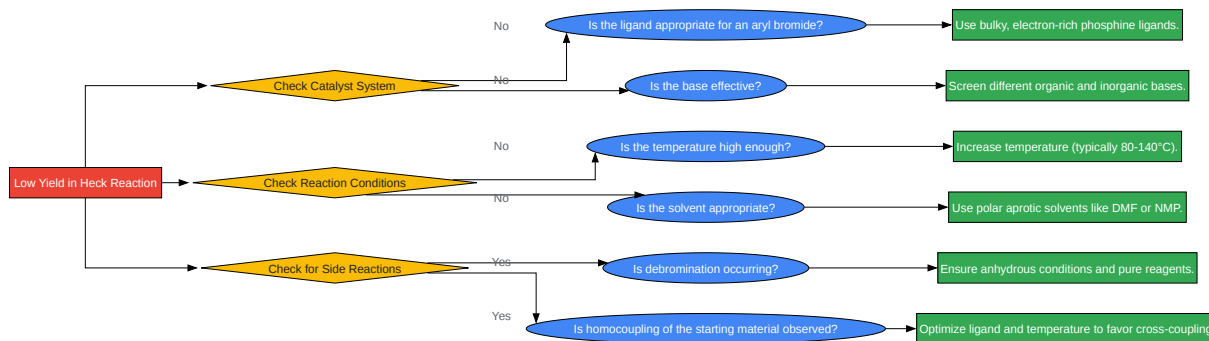 No
Is the ligand appropriate for an aryl bromide?
Use bulky, electron-rich phosphine ligands.
Check Catalyst System
No
Is the base effective?
Screen different organic and inorganic bases.
No
Is the temperature high enough?
Increase temperature (typically 80-140°C).
Low Yield in Heck Reaction
Check Reaction Conditions
No
Is the solvent appropriate?
Use polar aprotic solvents like DMF or NMP.
Check for Side Reactions
Yes
Is debromination occurring?
Ensure anhydrous conditions and pure reagents.
Yes
Is homocoupling of the starting material observed?
Optimize ligand and temperature to favor cross-coupling